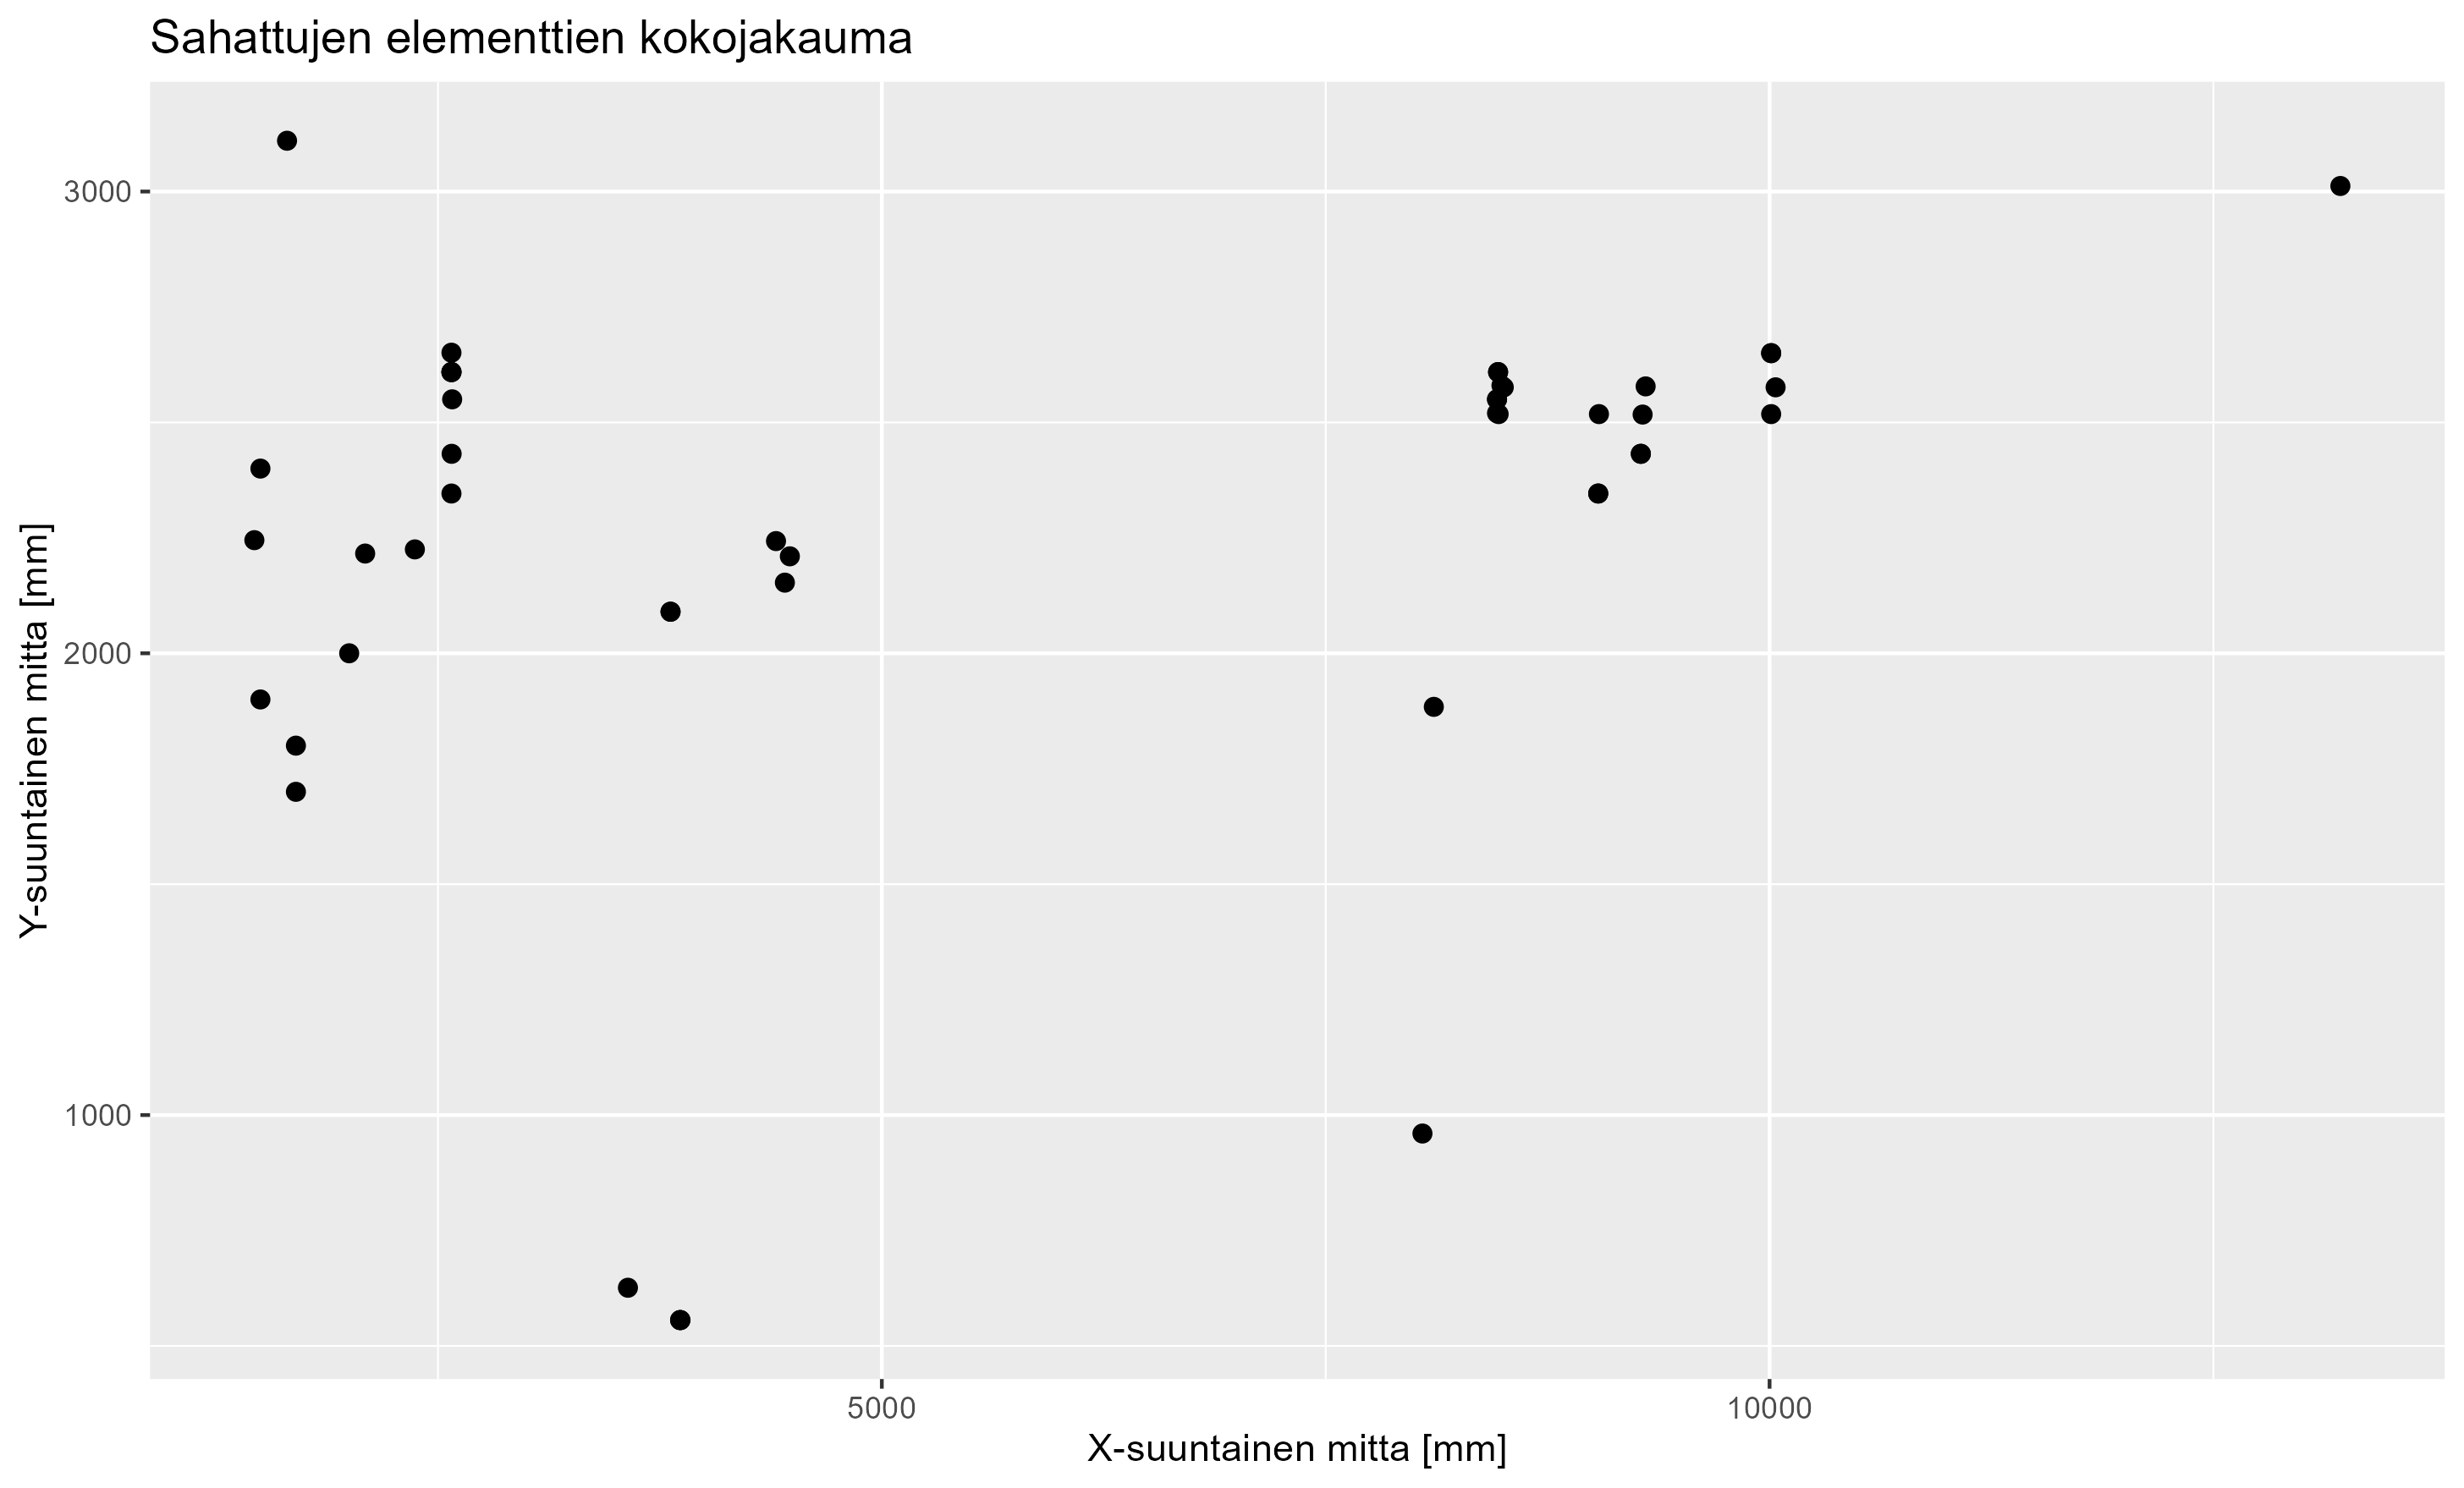 Sahattujen elementtien kokojakauma
Y-suuntainen mitta [mm]
3000
2000
1000
5000
10000
X-suuntainen mitta [mm]